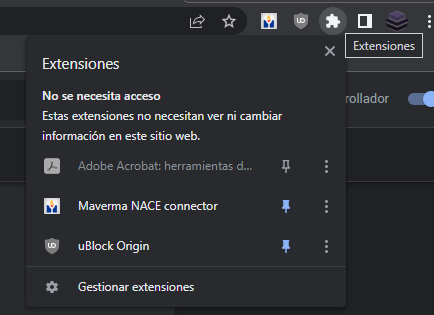 Extensions
Extensiones
No se necesita acceso
Estas extensiones no necesitan ver ni cambiar
información en este sitio web.
rollador
Adobe Acrobat: herramientas d...
Maverma NACE connector
uBlock Origin
Gestionar extensiones